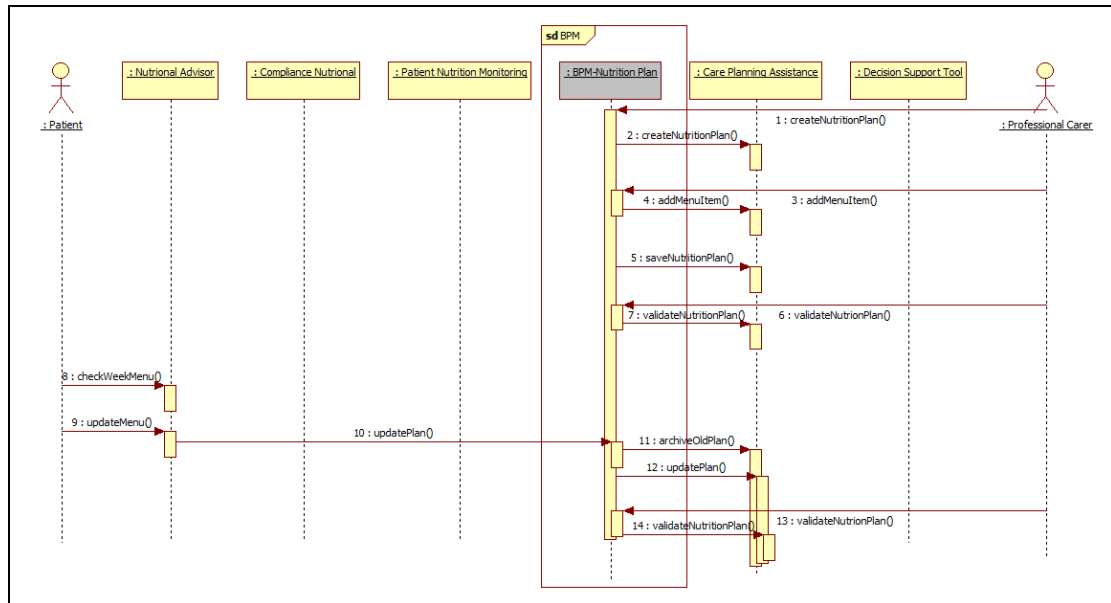 sd BPM
: Nutrional Advisor
: Compliance Nutrional
: Patient Nutrition Monitoring
: BPM-Nutrition Plan
: Care Planning Assistance
: Decision Support Tool
: Patient
: Professional Carer
1 : createNutritionPlan()
2 : createNutritionPlan()
3 : addMenuItem()
4 : addMenuItem()
5 : saveNutritionPlan()
6 : validateNutrionPlan()
7 : validateNutritionPlan()
8 : checkWeekMenu()
9 : updateMenu()
10 : updatePlan()
11 : archiveOldPlan()
12 : updatePlan()
13 : validateNutrionPlan()
14 : validateNutritionPlan()